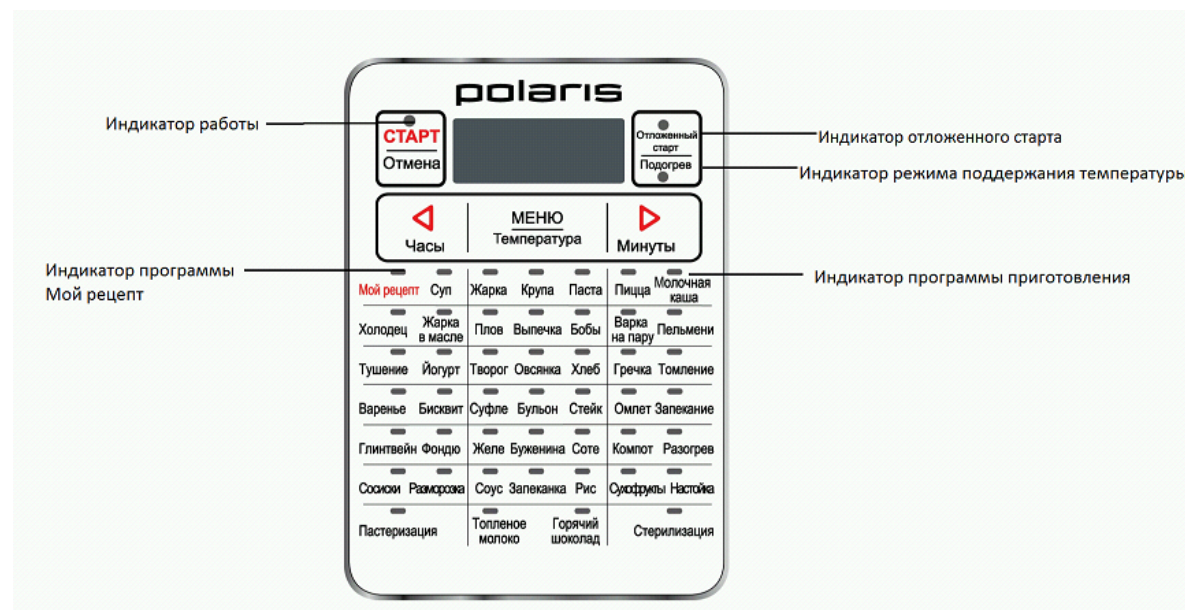 polaris
Индикатор работы
СТАРТ
Отмена
Отложенный
старт
Подогрев
Индикатор отложенного старта
Индикатор режима поддержания температуры
Часы
МЕНЮ
Температура
Минуты
Индикатор программы
Мой рецепт
Индикатор программы приготовления
Мой рецепт Суп Жарка Крупа Паста Пицца Молочная
каша
Холодец Жарка
в масле Плов Выпечка Бобы Варка
на пару Пельмени
Тушение Йогурт Творог Овсянка Хлеб Гречка Томление
Варенье Бисквит Суфле Бульон Стейк Омлет Запекание
Глинтвейн Фондю Желе Буженина Соте Компот Разогрев
Сосиски Разморозка Соус Запеканка Рис Сухофрукты Настойка
Пастеризация Топленое
молоко Горячий
шоколад Стерилизация